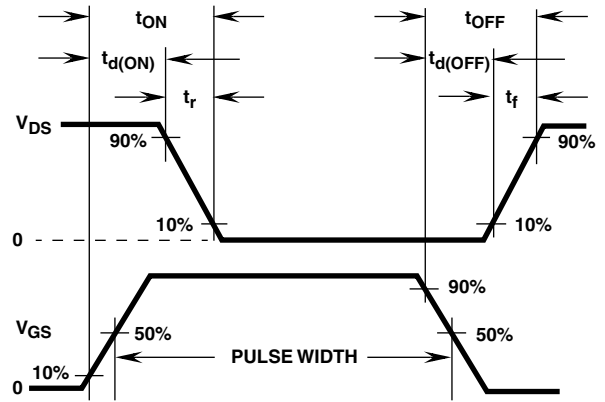 tON tOFF
td(ON) td(OFF)
tr tf
VDS
90% 90%
10% 10%
0
90%
VGS 50% 50%
PULSE WIDTH
10%
0